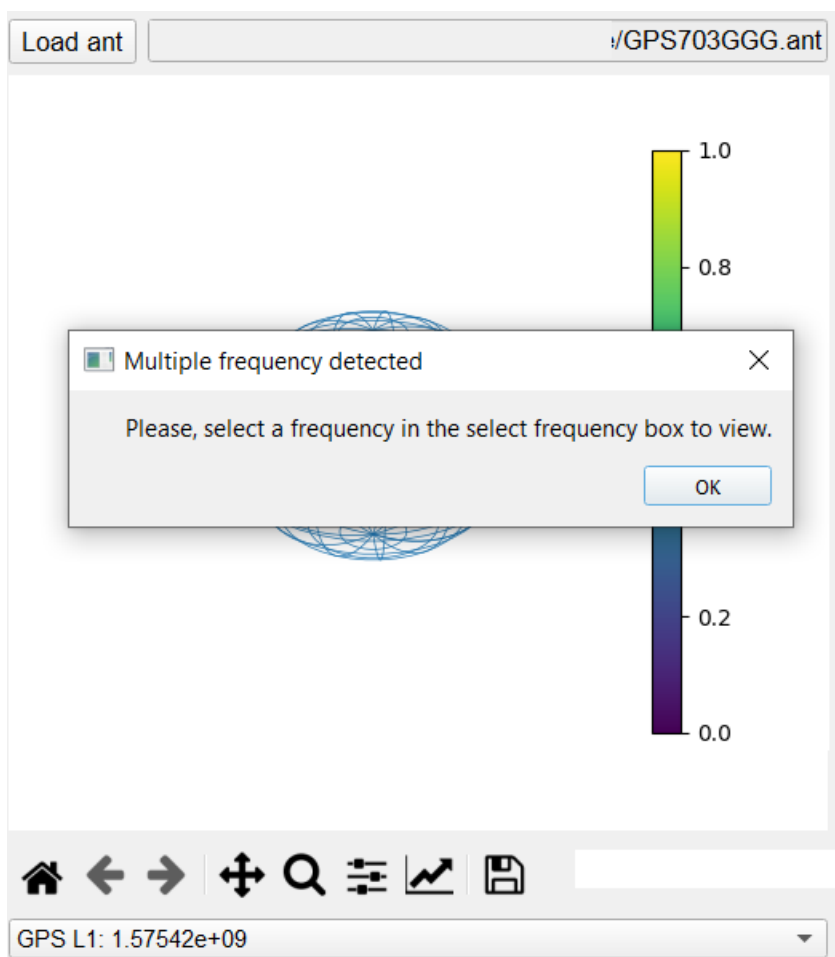 Load ant
/GPS703GGG.ant
1.0
0.8
Multiple frequency detected
Please, select a frequency in the select frequency box to view.
OK
0.2
0.0
GPS L1: 1.57542e+09